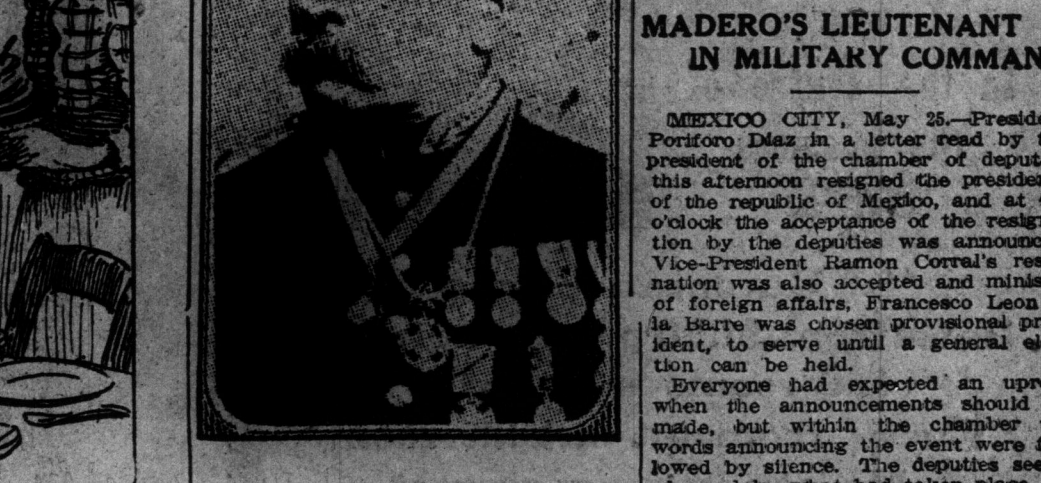 MADERO'S LIEUTENANT
IN MILITARY COMMAN
MEXICO CITY, May 25.—Preside
Poriforo Diaz in a letter read by t
president of the chamber of deput
this afternoon resigned the preside
of the republic of Mexico, and at
o'clock the acceptance of the resign
tion by the deputies was announc
Vice-President Ramon Corral's res
nation was also accepted and minis
of foreign affairs, Francesco Leon
la Barre was chosen provisional pr
ident, to serve until a general el
tion can be held.
Everyone had expected an upr
when the announcements should
made, but within the chamber
words announcing the event were f
lowed by silence. The deputies see